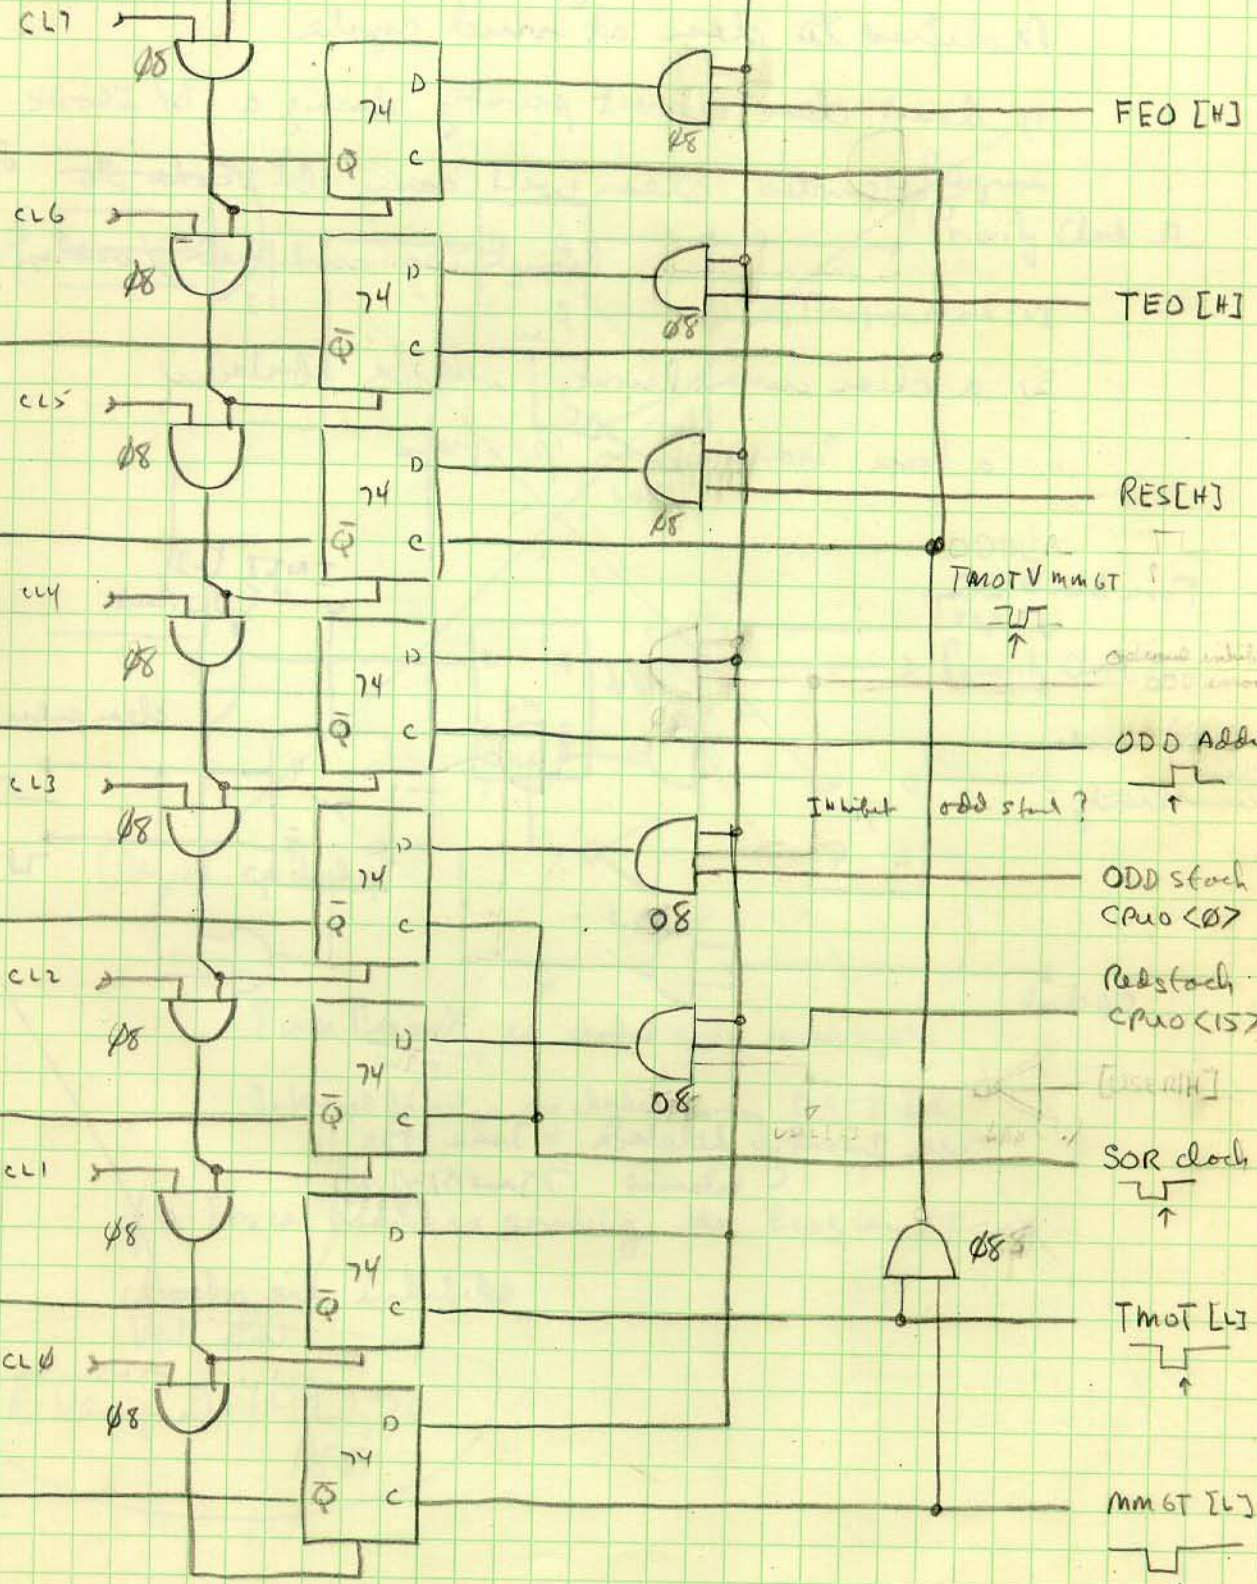 CL7
Ø8
D
74
Q̅ C
Ø8
FEO [H]
CL6
Ø8
D
74
Q̅ C
Ø8
TEO [H]
CL5
Ø8
D
74
Q̅ C
Ø8
RES[H]
TMOT V MMGT
CL4
Ø8
D
74
Q̅ C
ODD Addr
CL3
Ø8
D
74
Q̅ C
Inhibit odd stack?
08
ODD Stack
CPUO <Ø>
CL2
Ø8
D
74
Q̅ C
08
Redstack
CPUO <15>
SOR clock
CL1
Ø8
D
74
Q̅ C
Ø8
TMOT [L]
CLØ
Ø8
D
74
Q̅ C
MMGT [L]